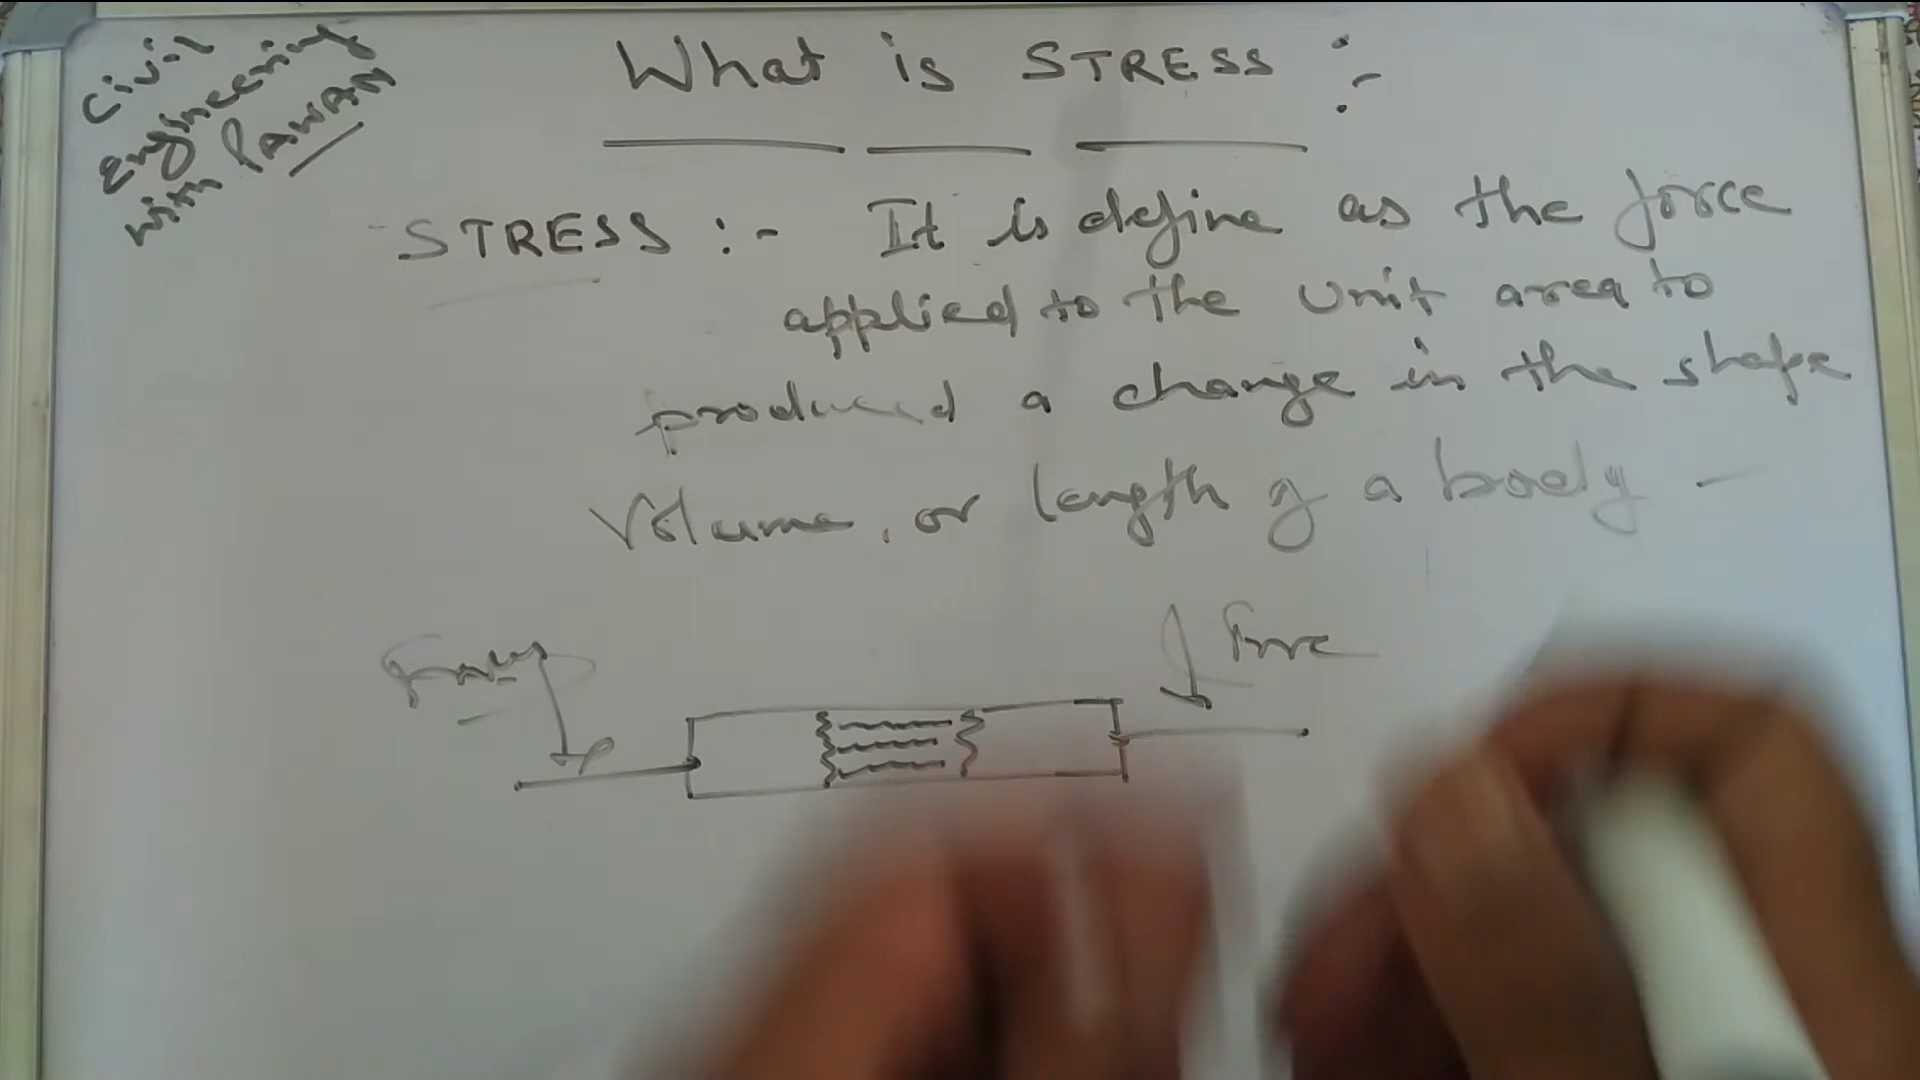 Civil
Engineering
with PAWAN
What is STRESS :-
STRESS :- It is define as the force
applied to the unit area to
produced a change in the shape
Volume, or length of a body -
Force